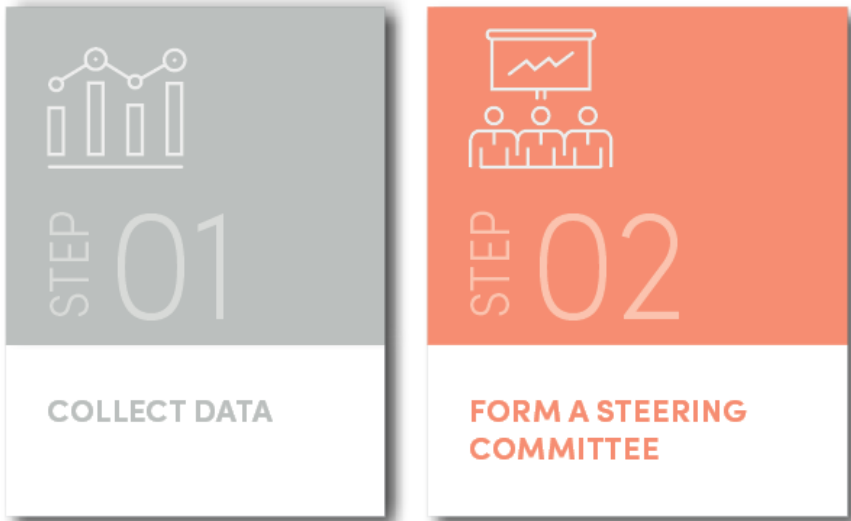 STEP 01
COLLECT DATA
STEP 02
FORM A STEERING
COMMITTEE